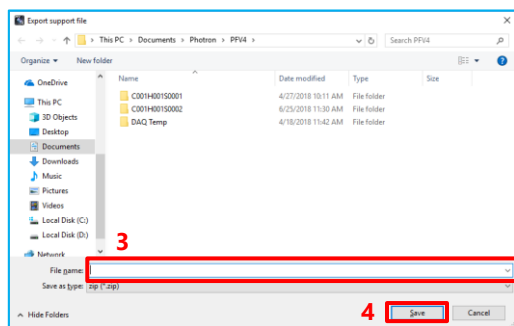 Export support file
This PC > Documents > Photron > PFV4 >
Search PFV4
Organize
New folder
Name
Date modified
Type
Size
OneDrive
This PC
3D Objects
Desktop
Documents
Downloads
Music
Pictures
Videos
Local Disk (C:)
Local Disk (D:)
Network
C001H001S0001 4/27/2018 10:11 AM File folder
C001H001S0002 6/25/2018 11:30 AM File folder
DAQ Temp 4/18/2018 11:42 AM File folder
3
File name:
Save as type: zip (*.zip)
4
Hide Folders
Save
Cancel